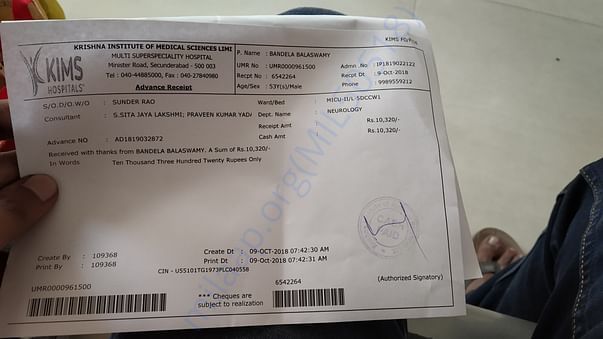 KIMS FO/Print
KRISHNA INSTITUTE OF MEDICAL SCIENCES LIMI
MULTI SUPERSPECIALITY HOSPITAL
Minister Road, Secunderabad - 500 003
Tel : 040-44885000, Fax : 040-27840980
Advance Receipt
KIMS
HOSPITALS
P. Name : BANDELA BALASWAMY
UMR No : UMR0000961500 Admn.No : IP1819022122
Recpt No : 6542264 Recpt Dt : 9-Oct-2018
Age / Sex : 53Y(s)/Male Phone : 9989559212
S/O.D/O.W/O : SUNDER RAO Ward/Bed : MICU-II/L-SDCCW1
Consultant : S.SITA JAYA LAKSHMI; PRAVEEN KUMAR YADA Dept. Name : NEUROLOGY
Receipt Amt : Rs.10,320/-
Advance NO : AD1819032872 Cash Amt : Rs.10,320/-
Received with thanks from BANDELA BALASWAMY. A Sum of Rs.10,320/-
In Words Ten Thousand Three Hundred Twenty Rupees Only
Create By : 109368 Create Dt : 09-OCT-2018 07:42:30 AM
Print By : 109368 Print Dt : 09-OCT-2018 07:42:31 AM
CIN - U55101TG1973PLC040558
(Authorized Signatory)
UMR0000961500
*** Cheques are
subject to realization
6542264